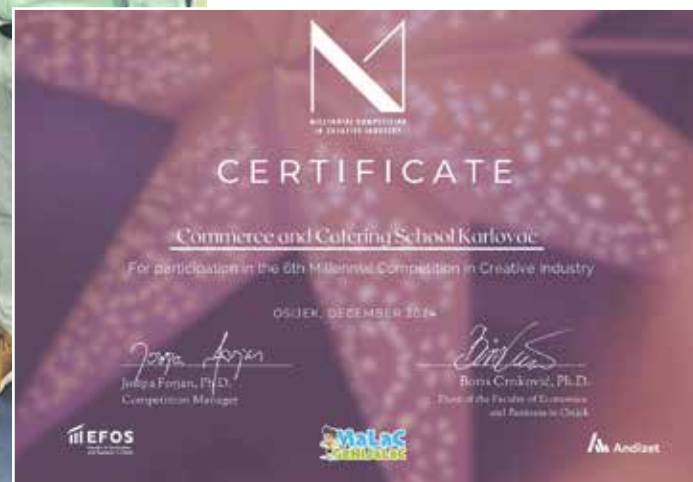 MILLENNIAL COMPETITION
IN CREATIVE INDUSTRY
CERTIFICATE
Commerce and Catering School Karlovac
For participation in the 6th Millennial Competition in Creative Industry
OSIJEK, DECEMBER 2024
Josipa Forjan, Ph.D.
Competition Manager
Boris Crnković, Ph.D.
Dean of the Faculty of Economics
and Business in Osijek
EFOS
MaLaC
GENIJALAC
Andizet